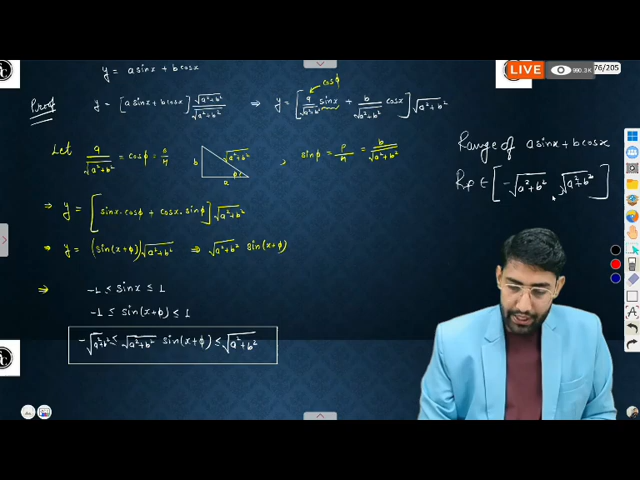 LIVE 990.3K 76/205
y = a sinx + b cosx
Proof y = [a sinx + b cosx] √a²+b² / √a²+b² ⇒ y = [a/√a²+b² sinx + b/√a²+b² cosx] √a²+b²
cosϕ
Let a/√a²+b² = cosϕ = B/H , sinϕ = P/H = b/√a²+b²
b √a²+b² ϕ a
⇒ y = [sinx.cosϕ + cosx.sinϕ] √a²+b²
⇒ y = (sin(x+ϕ)) √a²+b² ⇒ √a²+b² sin(x+ϕ)
⇒ -1 ≤ sinx ≤ 1
-1 ≤ sin(x+ϕ) ≤ 1
-√a²+b² ≤ √a²+b² sin(x+ϕ) ≤ √a²+b²
Range of a sinx + b cosx
Rf ∈ [-√a²+b² , √a²+b²]